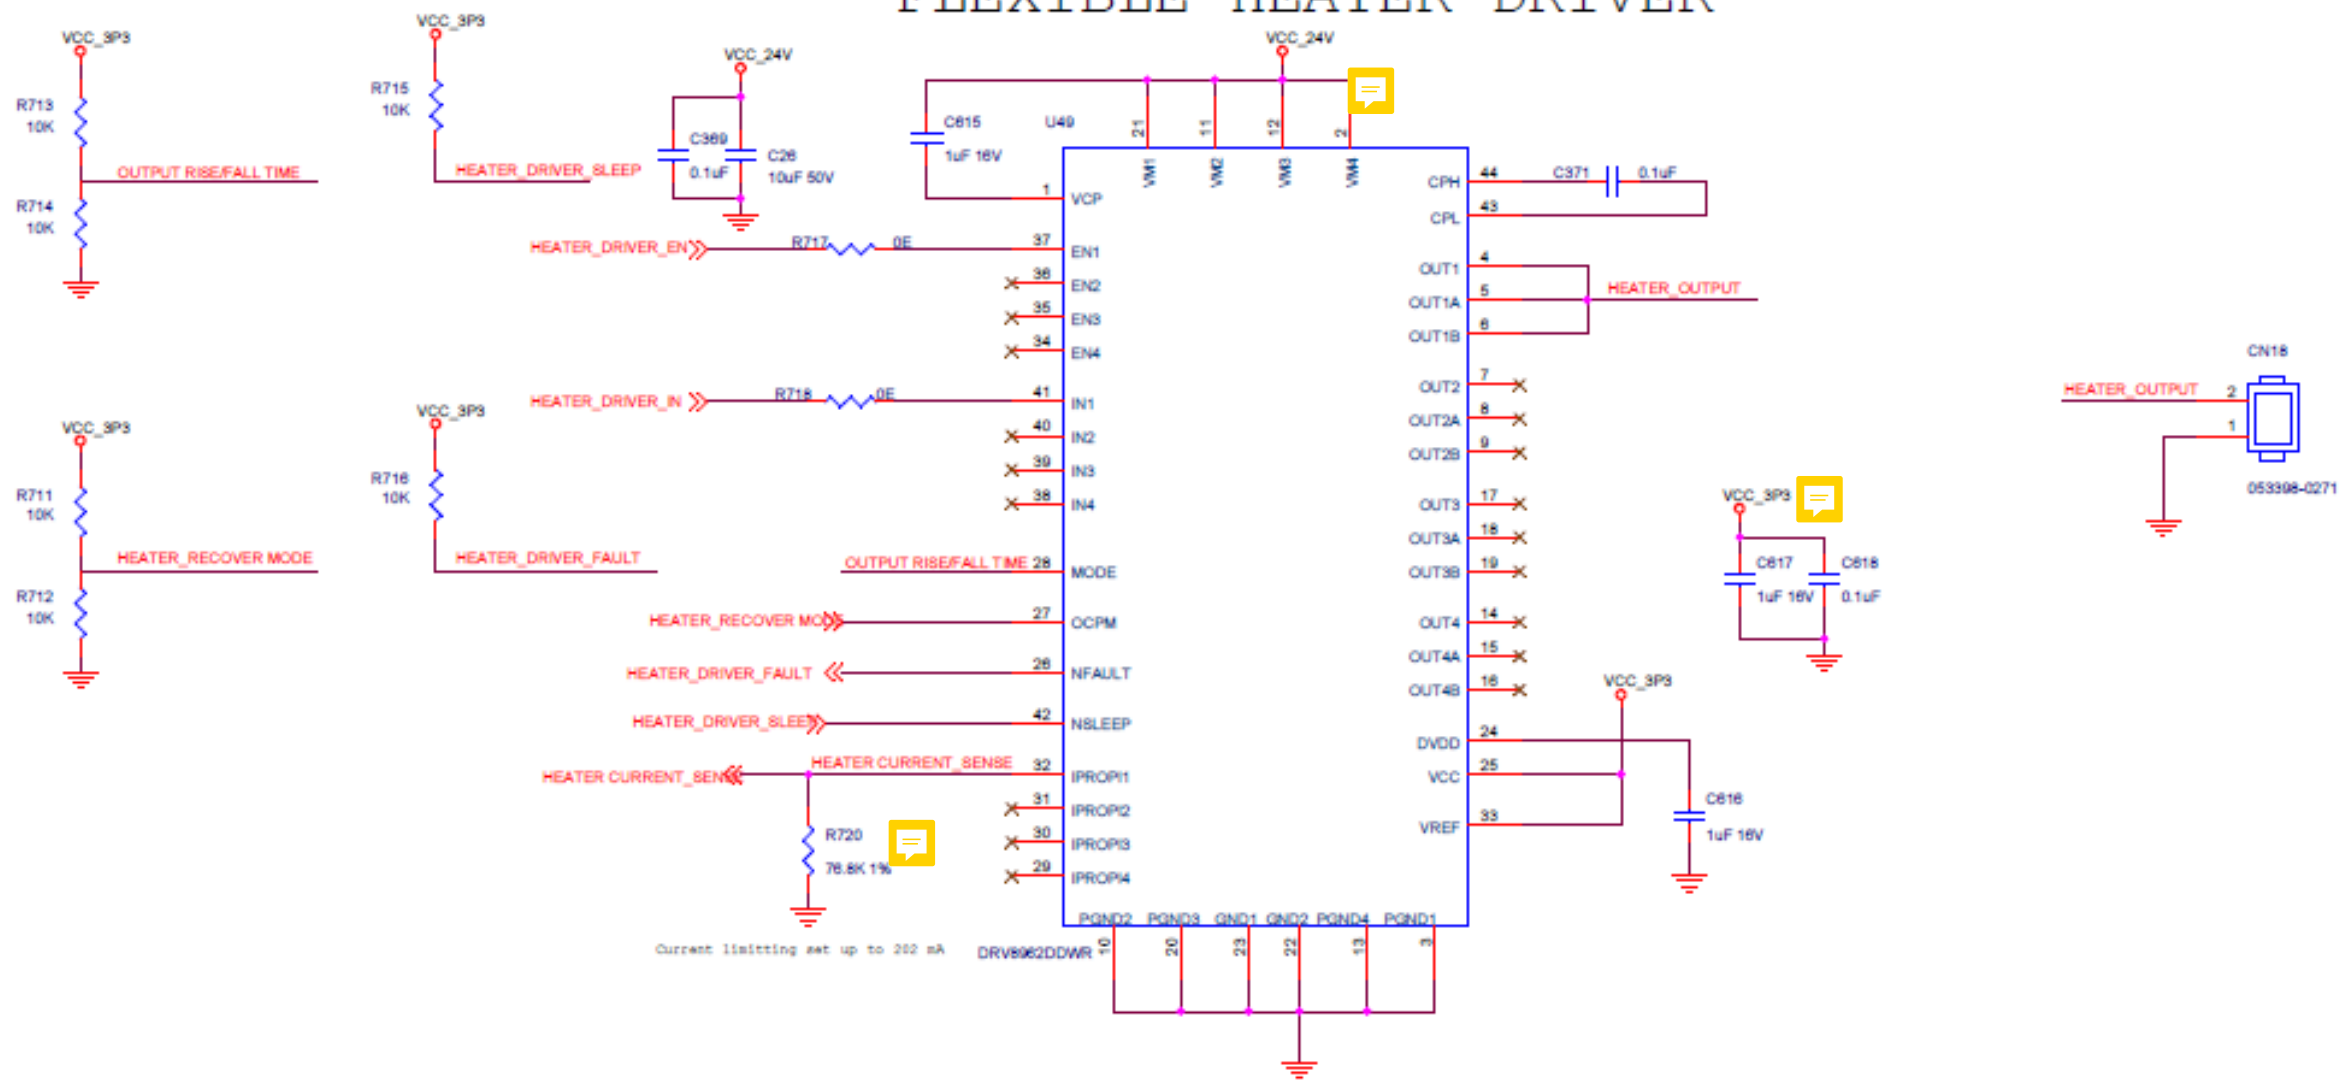 FLEXIBLE HEATER DRIVER
VCC_3P3
R713
10K
OUTPUT RISE/FALL TIME
R714
10K
VCC_3P3
R715
10K
HEATER_DRIVER_SLEEP
VCC_24V
C369
0.1uF
C26
10uF 50V
VCC_24V
C615
1uF 16V
U49
21
11
12
2
VM1
VM2
VM3
VM4
1
VCP
HEATER_DRIVER_EN
R717
0E
37
EN1
36
EN2
35
EN3
34
EN4
HEATER_DRIVER_IN
R718
0E
41
IN1
40
IN2
39
IN3
38
IN4
OUTPUT RISE/FALL TIME
28
MODE
HEATER_RECOVER MODE
27
OCPM
HEATER_DRIVER_FAULT
26
NFAULT
HEATER_DRIVER_SLEEP
42
NSLEEP
HEATER CURRENT_SENSE
HEATER CURRENT_SENSE
32
IPROPI1
31
IPROPI2
30
IPROPI3
29
IPROPI4
R720
76.8K 1%
Current limitting set up to 202 mA
DRV8962DDWR
PGND2
PGND3
GND1
GND2
PGND4
PGND1
10
20
23
22
13
3
VCC_3P3
R711
10K
HEATER_RECOVER MODE
R712
10K
VCC_3P3
R716
10K
HEATER_DRIVER_FAULT
CPH
44
C371
0.1uF
CPL
43
OUT1
4
OUT1A
5
HEATER_OUTPUT
OUT1B
6
OUT2
7
OUT2A
8
OUT2B
9
OUT3
17
OUT3A
18
OUT3B
19
OUT4
14
OUT4A
15
OUT4B
16
DVDD
24
VCC
25
VREF
33
VCC_3P3
C616
1uF 16V
VCC_3P3
C617
1uF 16V
C618
0.1uF
CN18
HEATER_OUTPUT
2
1
053398-0271